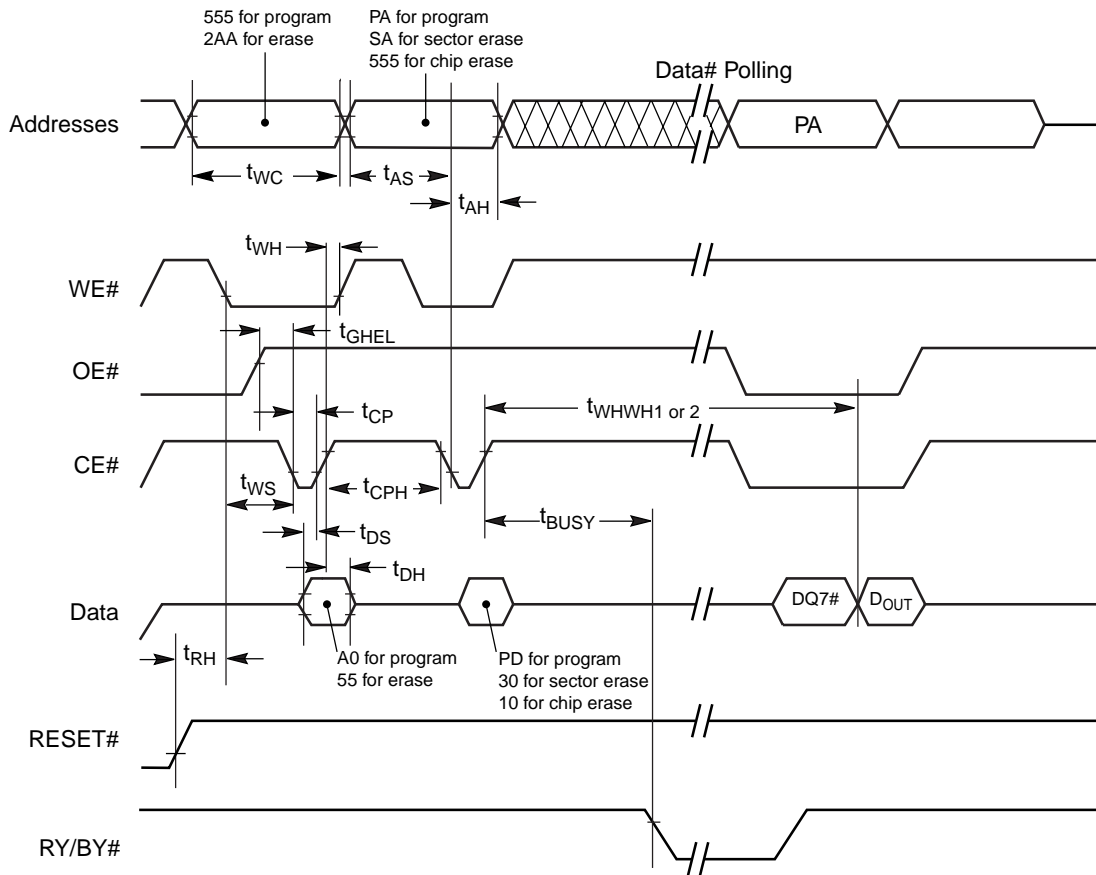 555 for program
2AA for erase
PA for program
SA for sector erase
555 for chip erase
Data# Polling
Addresses
PA
tWC
tAS
tAH
tWH
WE#
tGHEL
OE#
tWHWH1 or 2
tCP
CE#
tWS
tCPH
tBUSY
tDS
tDH
Data
DQ7#
DOUT
tRH
A0 for program
55 for erase
PD for program
30 for sector erase
10 for chip erase
RESET#
RY/BY#